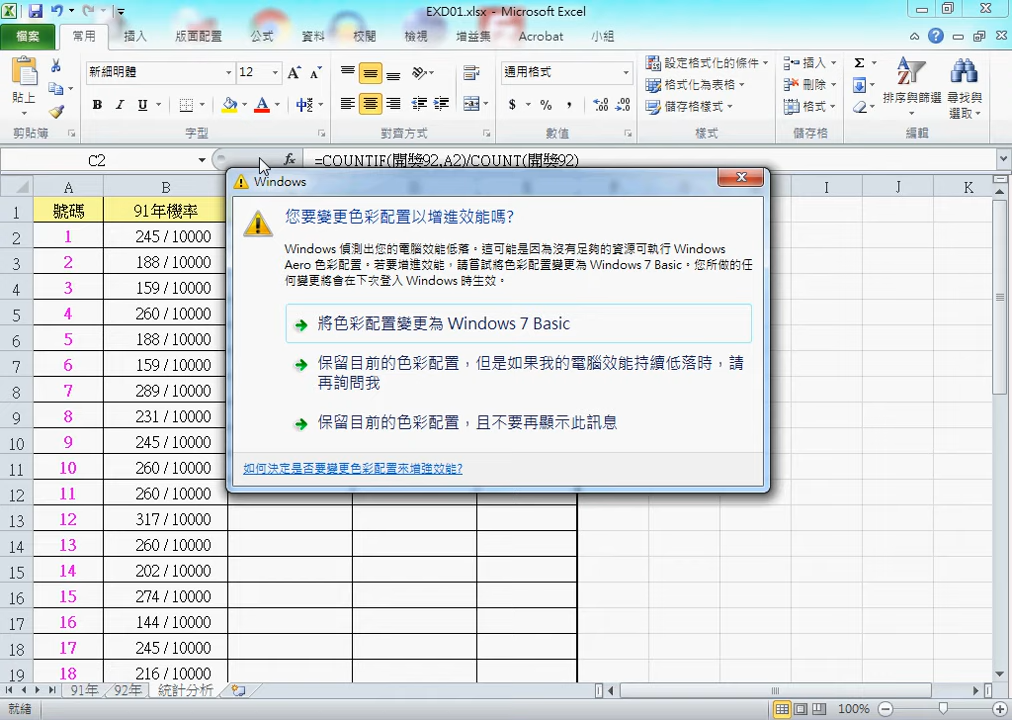 EXD01.xlsx - Microsoft Excel
檔案 常用 插入 版面配置 公式 資料 校閱 檢視 增益集 Acrobat 小組
貼上 新細明體 12 通用格式 設定格式化的條件 格式化為表格 儲存格樣式 插入 刪除 格式 排序與篩選 尋找與選取
B I U $ % ,
剪貼簿 字型 對齊方式 數值 樣式 儲存格 編輯
C2 fx =COUNTIF(開獎92,A2)/COUNT(開獎92)
A B I J K
1 號碼 91年機率
2 1 245 / 10000
3 2 188 / 10000
4 3 159 / 10000
5 4 260 / 10000
6 5 188 / 10000
7 6 159 / 10000
8 7 289 / 10000
9 8 231 / 10000
10 9 245 / 10000
11 10 260 / 10000
12 11 260 / 10000
13 12 317 / 10000
14 13 260 / 10000
15 14 202 / 10000
16 15 274 / 10000
17 16 144 / 10000
18 17 245 / 10000
19 18 216 / 10000
Windows
您要變更色彩配置以增進效能嗎?
Windows 偵測出您的電腦效能低落。這可能是因為沒有足夠的資源可執行 Windows
Aero 色彩配置。若要增進效能，請嘗試將色彩配置變更為 Windows 7 Basic。您所做的任
何變更將會在下次登入 Windows 時生效。
將色彩配置變更為 Windows 7 Basic
保留目前的色彩配置，但是如果我的電腦效能持續低落時，請
再詢問我
保留目前的色彩配置，且不要再顯示此訊息
如何決定是否要變更色彩配置來增強效能?
91年 92年 統計分析
就緒 100%